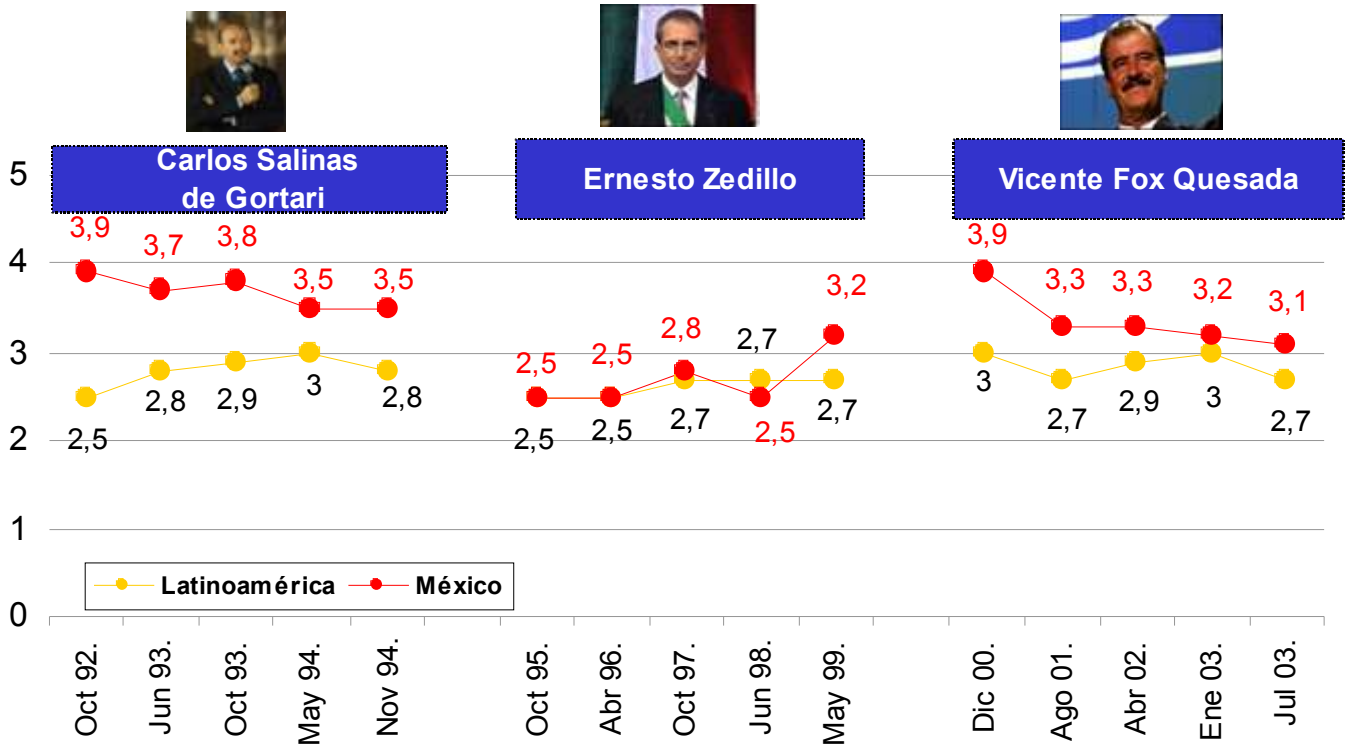 Carlos Salinas
de Gortari
Ernesto Zedillo
Vicente Fox Quesada
5
4
3
2
1
0
3,9
3,7
3,8
3,5
3,5
2,5
2,8
2,9
3
2,8
2,5
2,5
2,8
2,5
3,2
2,5
2,5
2,7
2,7
2,7
3,9
3,3
3,3
3,2
3,1
3
2,7
2,9
3
2,7
Latinoamérica
México
Oct 92.
Jun 93.
Oct 93.
May 94.
Nov 94.
Oct 95.
Abr 96.
Oct 97.
Jun 98.
May 99.
Dic 00.
Ago 01.
Abr 02.
Ene 03.
Jul 03.